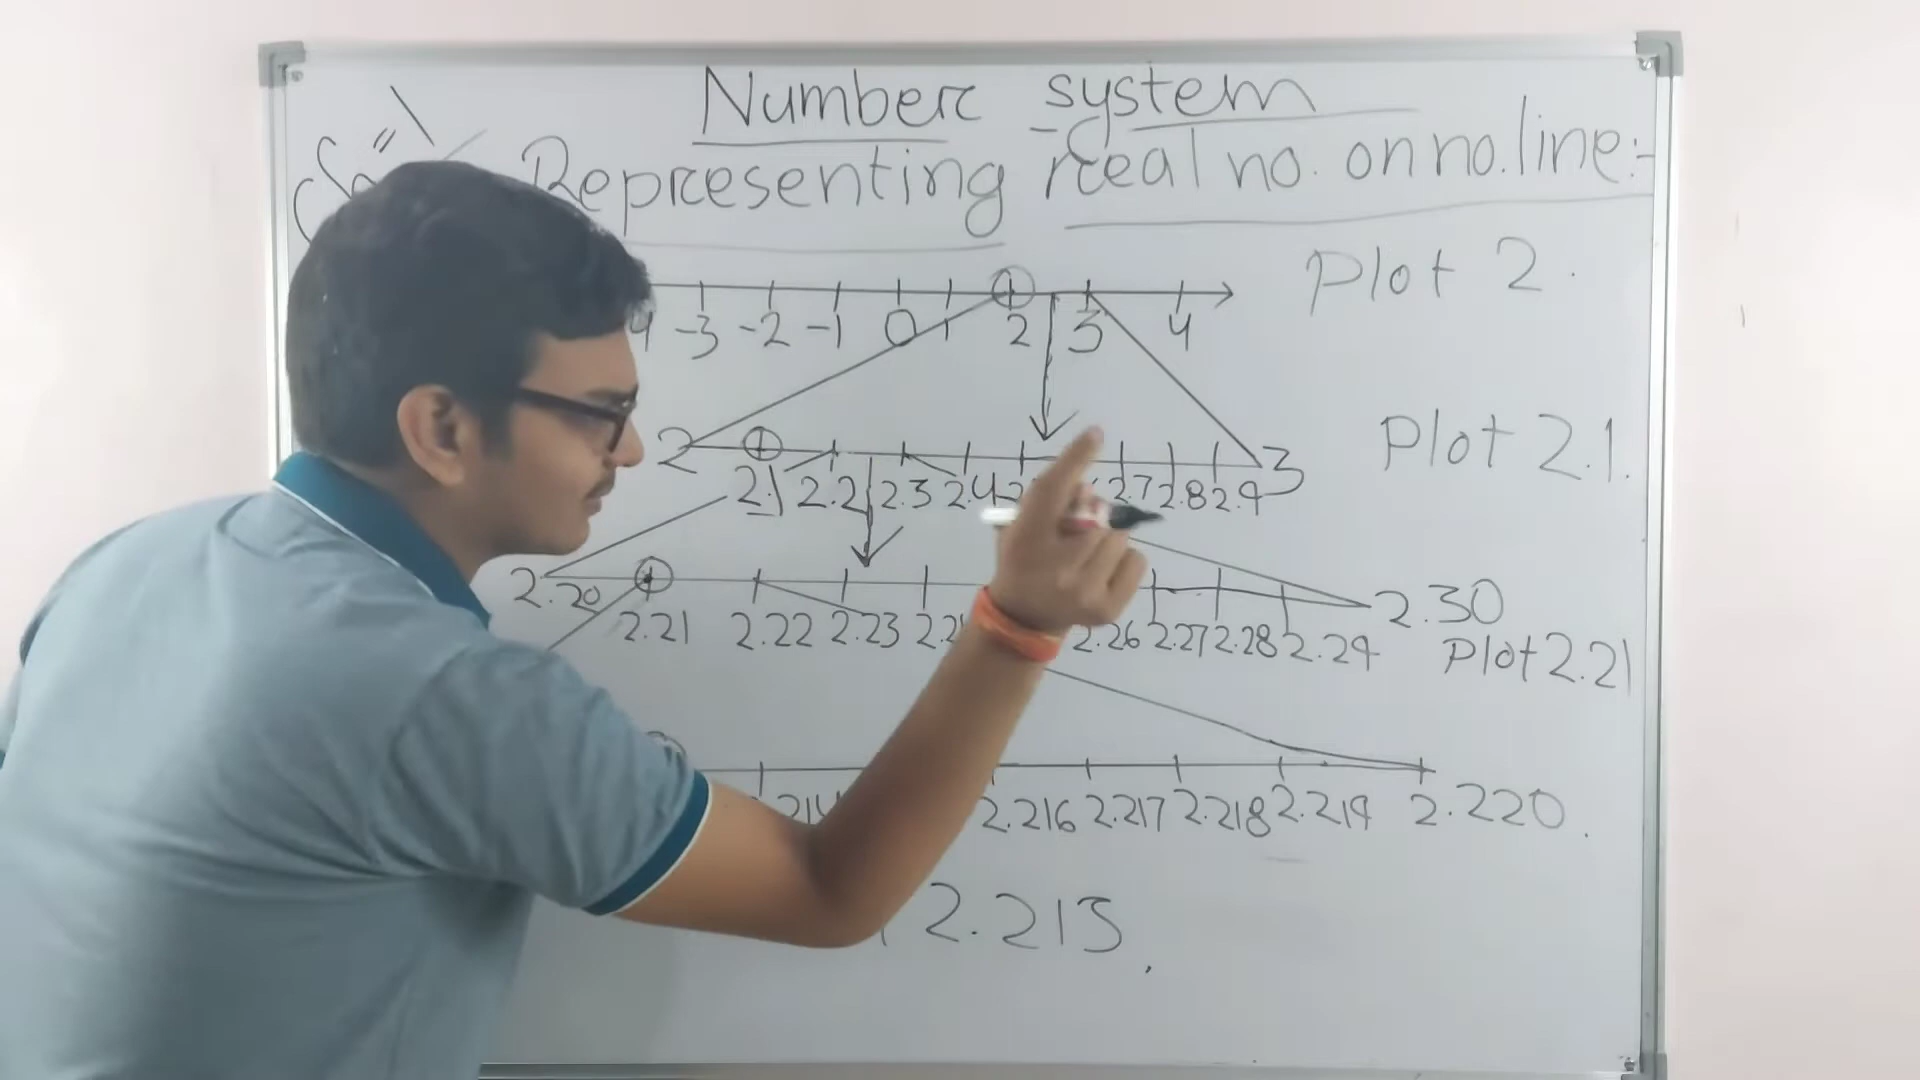 Number system
Representing real no. on no. line:-
Plot 2.
-3 -2 -1 0 1 2 3 4
Plot 2.1.
2 3
2.1 2.2 2.3 2.4 2.7 2.8 2.9
2.20 2.30
2.21 2.22 2.23 2.26 2.27 2.28 2.29
Plot 2.21
2.216 2.217 2.218 2.219 2.220.
2.213.